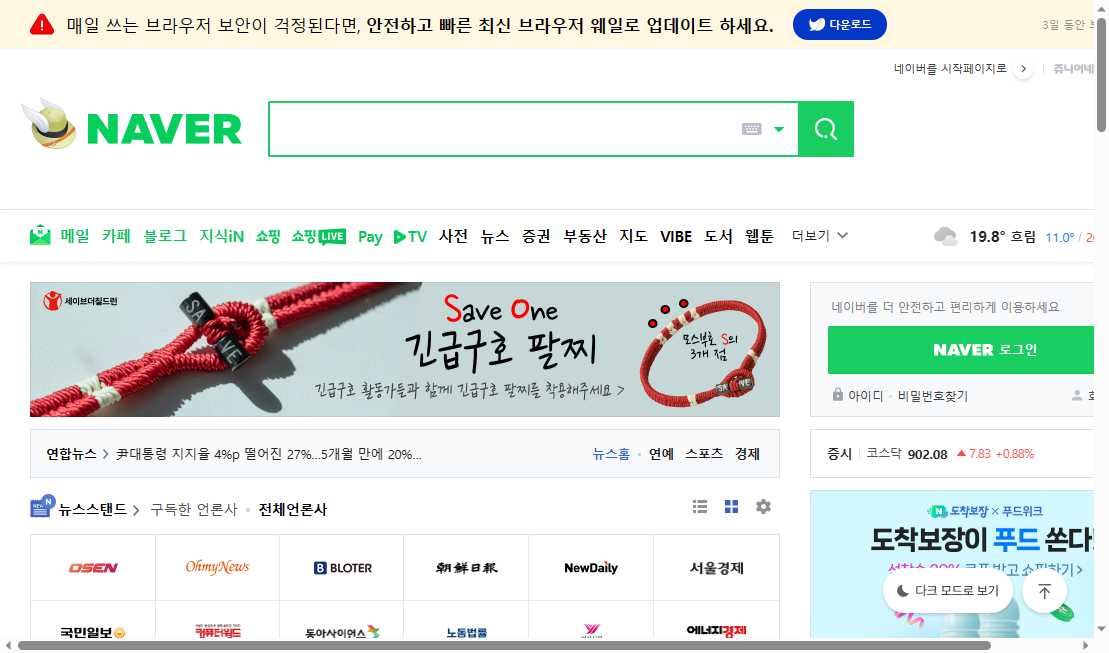 매일 쓰는 브라우저 보안이 걱정된다면, 안전하고 빠른 최신 브라우저 웨일로 업데이트 하세요. 다운로드 3일 동안
네이버를 시작페이지로 쥬니어네
NAVER
메일 카페 블로그 지식iN 쇼핑 쇼핑LIVE Pay TV 사전 뉴스 증권 부동산 지도 VIBE 도서 웹툰 더보기 19.8° 흐림 11.0° /
세이브더칠드런
Save One
긴급구호 팔찌
긴급구호 활동가들과 함께 긴급구호 팔찌를 착용해주세요 >
모스부호 S의
3개 점
SAVE
SAVE
네이버를 더 안전하고 편리하게 이용하세요
NAVER 로그인
아이디 · 비밀번호찾기
연합뉴스 > 尹대통령 지지율 4%p 떨어진 27%...5개월 만에 20%... 뉴스홈 · 연예 스포츠 경제
증시 코스닥 902.08 ▲ 7.83 +0.88%
NEW N 뉴스스탠드 > 구독한 언론사 · 전체언론사
OSEN OhmyNews BLOTER 朝鮮日報 NewDaily 서울경제
국민일보 컴퓨터월드 동아사이언스 노동법률 에너지경제
N 도착보장 × 푸드위크
도착보장이 푸드 쏜다!
쿠폰 받고 쇼핑하기 >
다크 모드로 보기